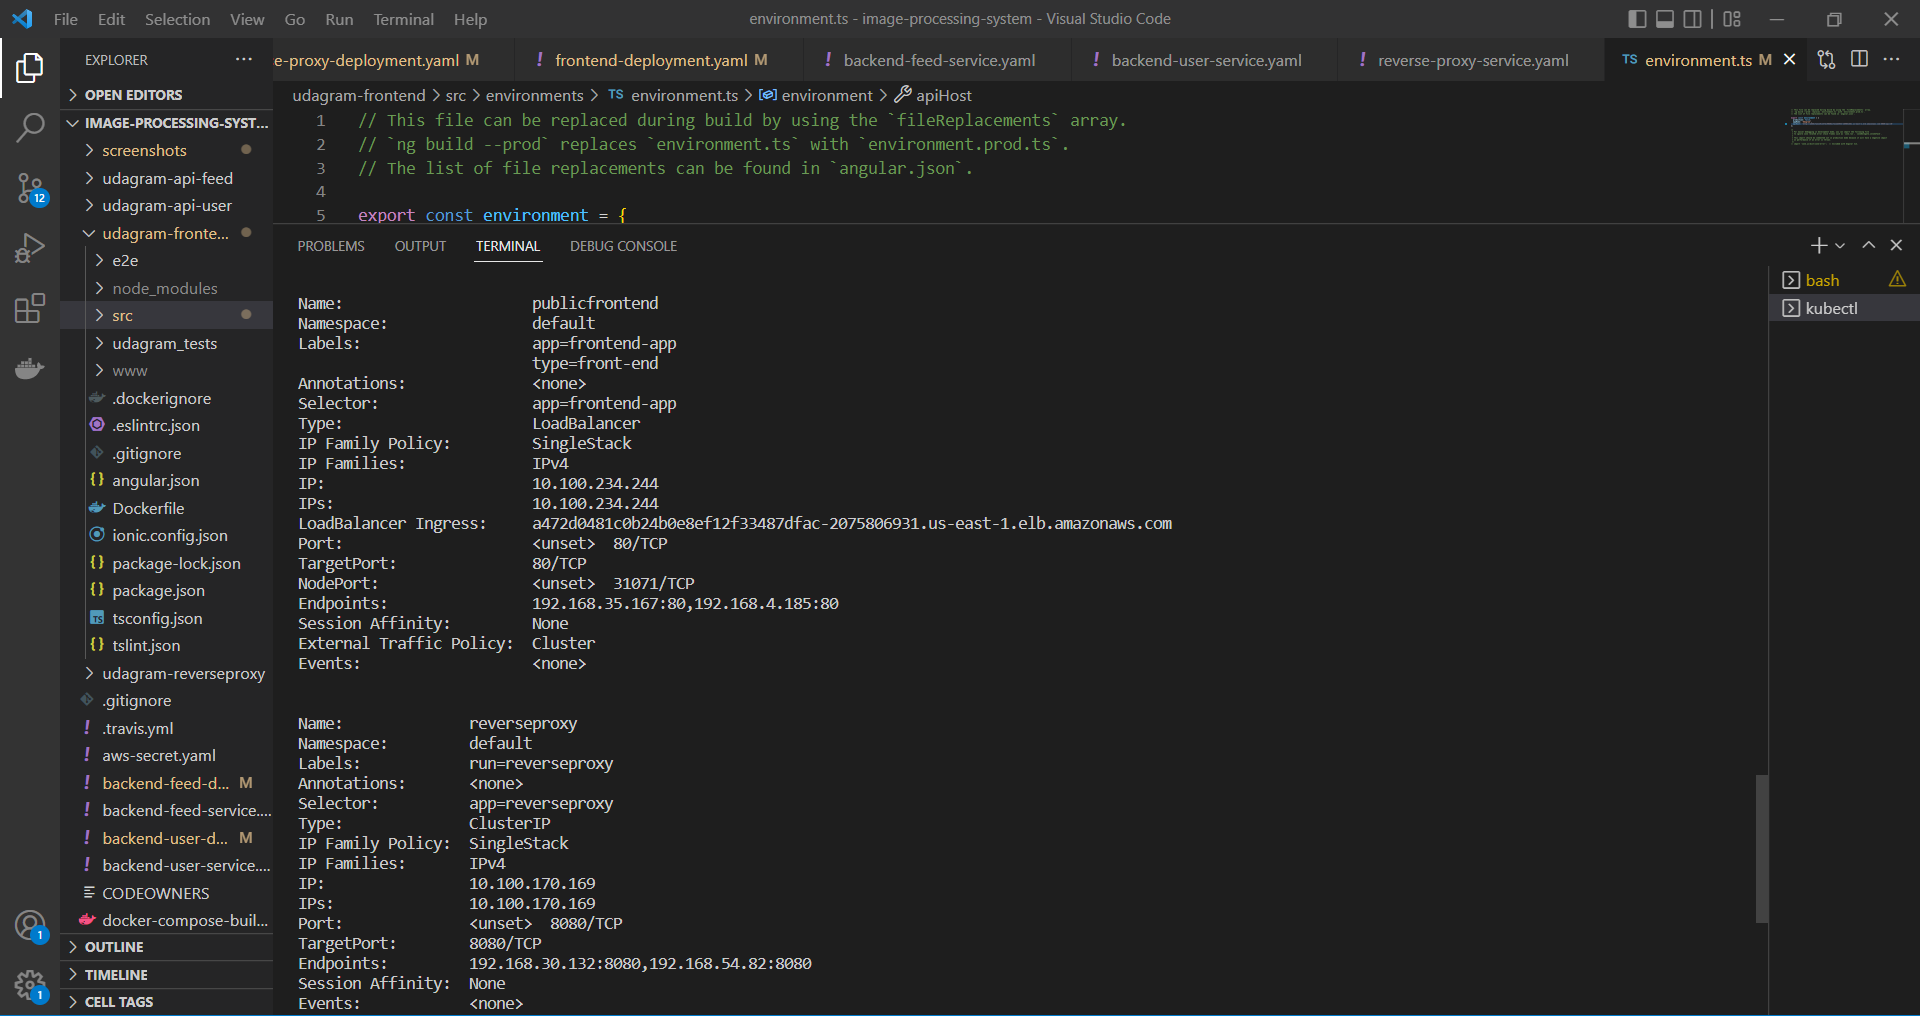 File Edit Selection View Go Run Terminal Help
environment.ts - image-processing-system - Visual Studio Code
EXPLORER
e-proxy-deployment.yaml M
! frontend-deployment.yaml M
! backend-feed-service.yaml
! backend-user-service.yaml
! reverse-proxy-service.yaml
TS environment.ts M
OPEN EDITORS
IMAGE-PROCESSING-SYST...
screenshots
udagram-api-feed
udagram-api-user
udagram-fronte...
e2e
node_modules
src
udagram_tests
www
.dockerignore
.eslintrc.json
.gitignore
{} angular.json
Dockerfile
ionic.config.json
{} package-lock.json
{} package.json
TS tsconfig.json
{} tslint.json
udagram-reverseproxy
.gitignore
! .travis.yml
! aws-secret.yaml
! backend-feed-d... M
! backend-feed-service....
! backend-user-d... M
! backend-user-service....
CODEOWNERS
docker-compose-buil...
OUTLINE
TIMELINE
CELL TAGS
12
1
1
udagram-frontend > src > environments > TS environment.ts > environment > apiHost
1 // This file can be replaced during build by using the `fileReplacements` array.
2 // `ng build --prod` replaces `environment.ts` with `environment.prod.ts`.
3 // The list of file replacements can be found in `angular.json`.
4
5 export const environment = {
PROBLEMS OUTPUT TERMINAL DEBUG CONSOLE
bash
kubectl
Name: publicfrontend
Namespace: default
Labels: app=frontend-app
type=front-end
Annotations: <none>
Selector: app=frontend-app
Type: LoadBalancer
IP Family Policy: SingleStack
IP Families: IPv4
IP: 10.100.234.244
IPs: 10.100.234.244
LoadBalancer Ingress: a472d0481c0b24b0e8ef12f33487dfac-2075806931.us-east-1.elb.amazonaws.com
Port: <unset> 80/TCP
TargetPort: 80/TCP
NodePort: <unset> 31071/TCP
Endpoints: 192.168.35.167:80,192.168.4.185:80
Session Affinity: None
External Traffic Policy: Cluster
Events: <none>
Name: reverseproxy
Namespace: default
Labels: run=reverseproxy
Annotations: <none>
Selector: app=reverseproxy
Type: ClusterIP
IP Family Policy: SingleStack
IP Families: IPv4
IP: 10.100.170.169
IPs: 10.100.170.169
Port: <unset> 8080/TCP
TargetPort: 8080/TCP
Endpoints: 192.168.30.132:8080,192.168.54.82:8080
Session Affinity: None
Events: <none>